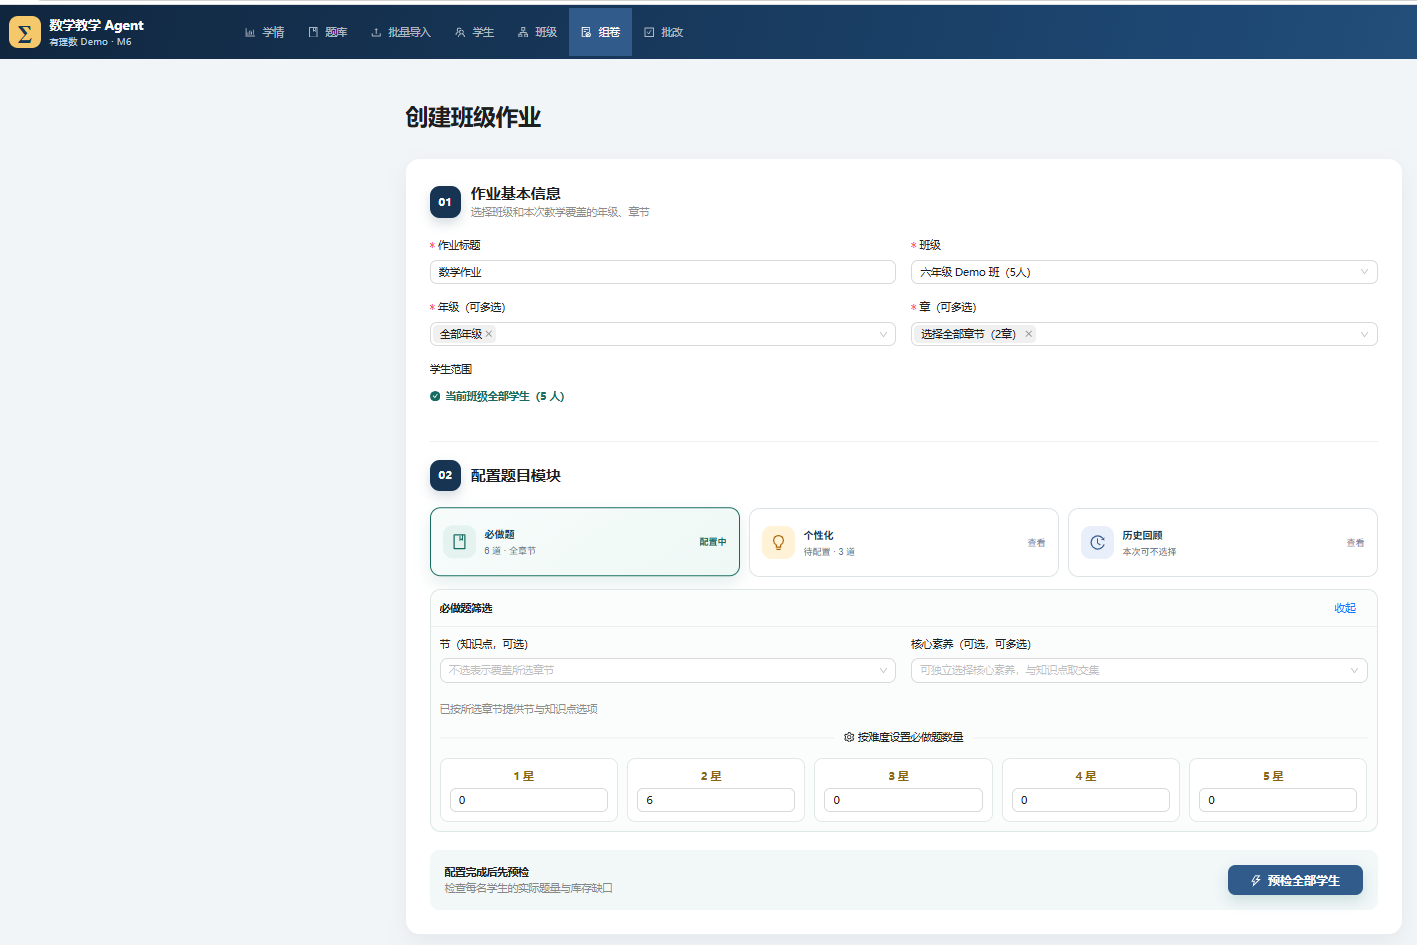 Σ
数学教学 Agent
有理数 Demo · M6
学情
题库
批量导入
学生
班级
组卷
批改
创建班级作业
01
作业基本信息
选择班级和本次教学覆盖的年级、章节
* 作业标题
* 班级
数学作业
六年级 Demo 班（5人）
* 年级（可多选）
* 章（可多选）
全部年级 ×
选择全部章节（2章） ×
学生范围
当前班级全部学生（5 人）
02
配置题目模块
必做题
6 道 · 全章节
配置中
个性化
待配置 · 3 道
查看
历史回顾
本次可不选择
查看
必做题筛选
收起
节（知识点，可选）
核心素养（可选，可多选）
不选表示覆盖所选章节
可独立选择核心素养，与知识点取交集
已按所选章节提供节与知识点选项
按难度设置必做题数量
1 星
2 星
3 星
4 星
5 星
0
6
0
0
0
配置完成后先预检
检查每名学生的实际题量与库存缺口
预检全部学生